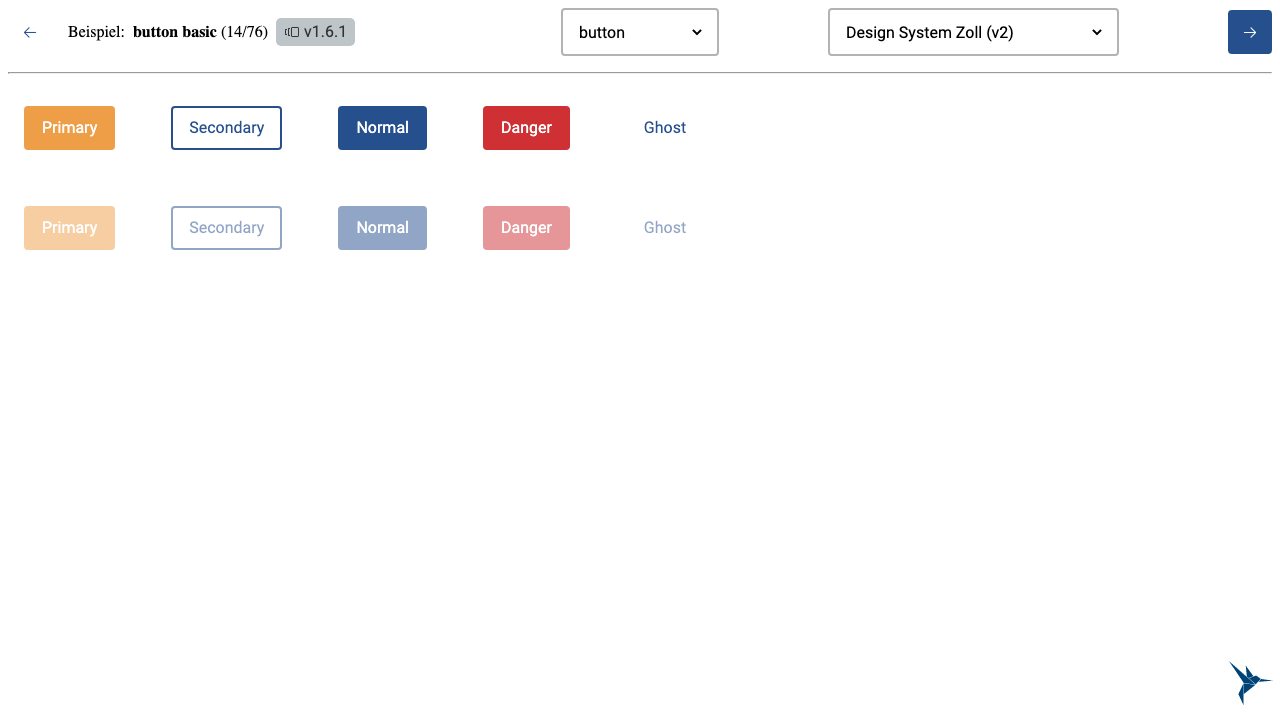 Beispiel: button basic (14/76) v1.6.1 button Design System Zoll (v2)
Primary Secondary Normal Danger Ghost
Primary Secondary Normal Danger Ghost